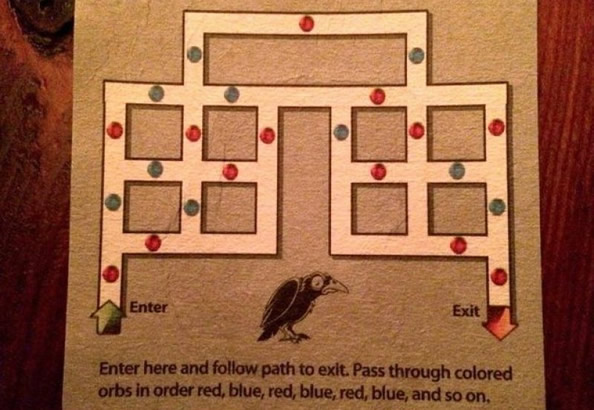 Enter
Exit
Enter here and follow path to exit. Pass through colored
orbs in order red, blue, red, blue, red, blue, and so on.